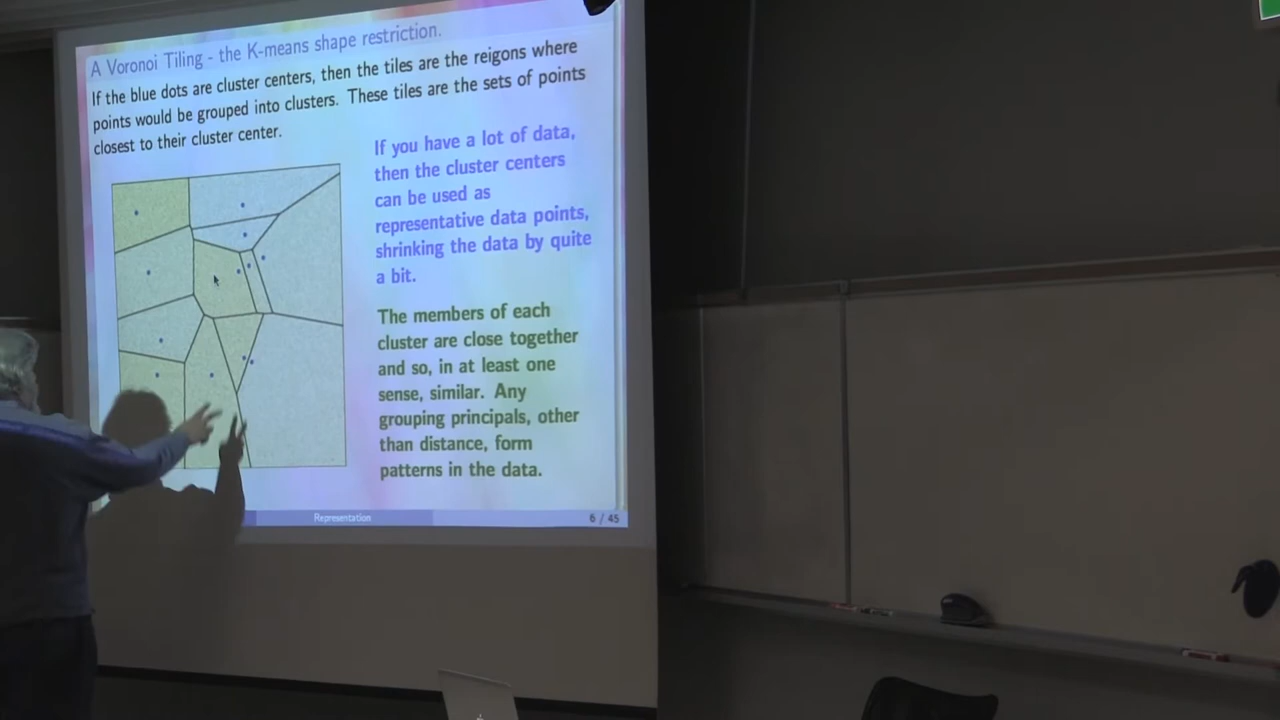 A Voronoi Tiling - the K-means shape restriction.
If the blue dots are cluster centers, then the tiles are the reigons where
points would be grouped into clusters. These tiles are the sets of points
closest to their cluster center.
If you have a lot of data,
then the cluster centers
can be used as
representative data points,
shrinking the data by quite
a bit.
The members of each
cluster are close together
and so, in at least one
sense, similar. Any
grouping principals, other
than distance, form
patterns in the data.
Representation
6 / 45